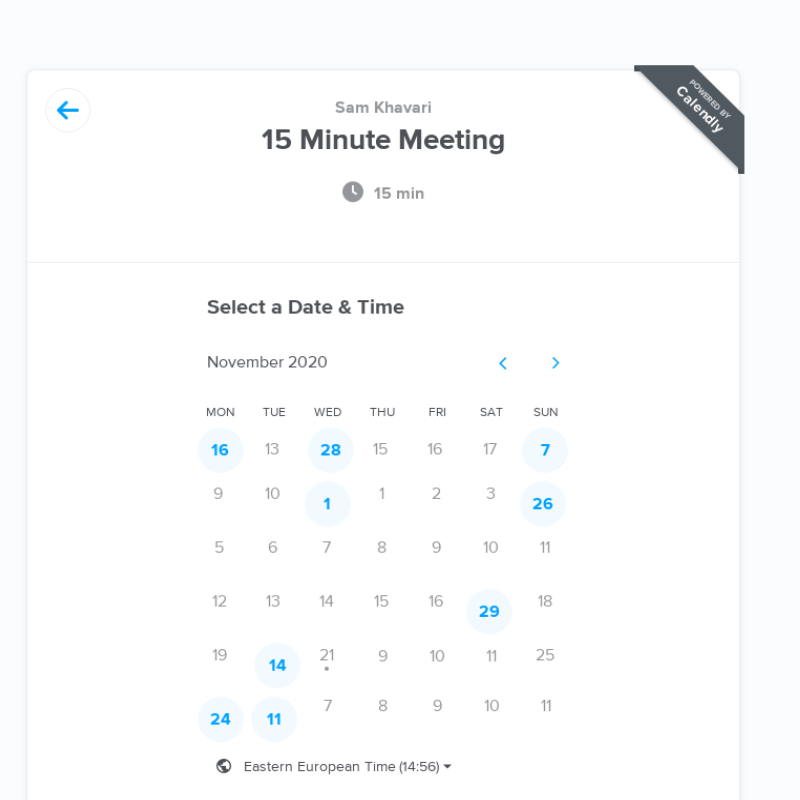 Sam Khavari
15 Minute Meeting
15 min
POWERED BY
Calendly
Select a Date & Time
November 2020
MON TUE WED THU FRI SAT SUN
16 13 28 15 16 17 7
9 10 1 1 2 3 26
5 6 7 8 9 10 11
12 13 14 15 16 29 18
19 14 21 9 10 11 25
24 11 7 8 9 10 11
Eastern European Time (14:56)